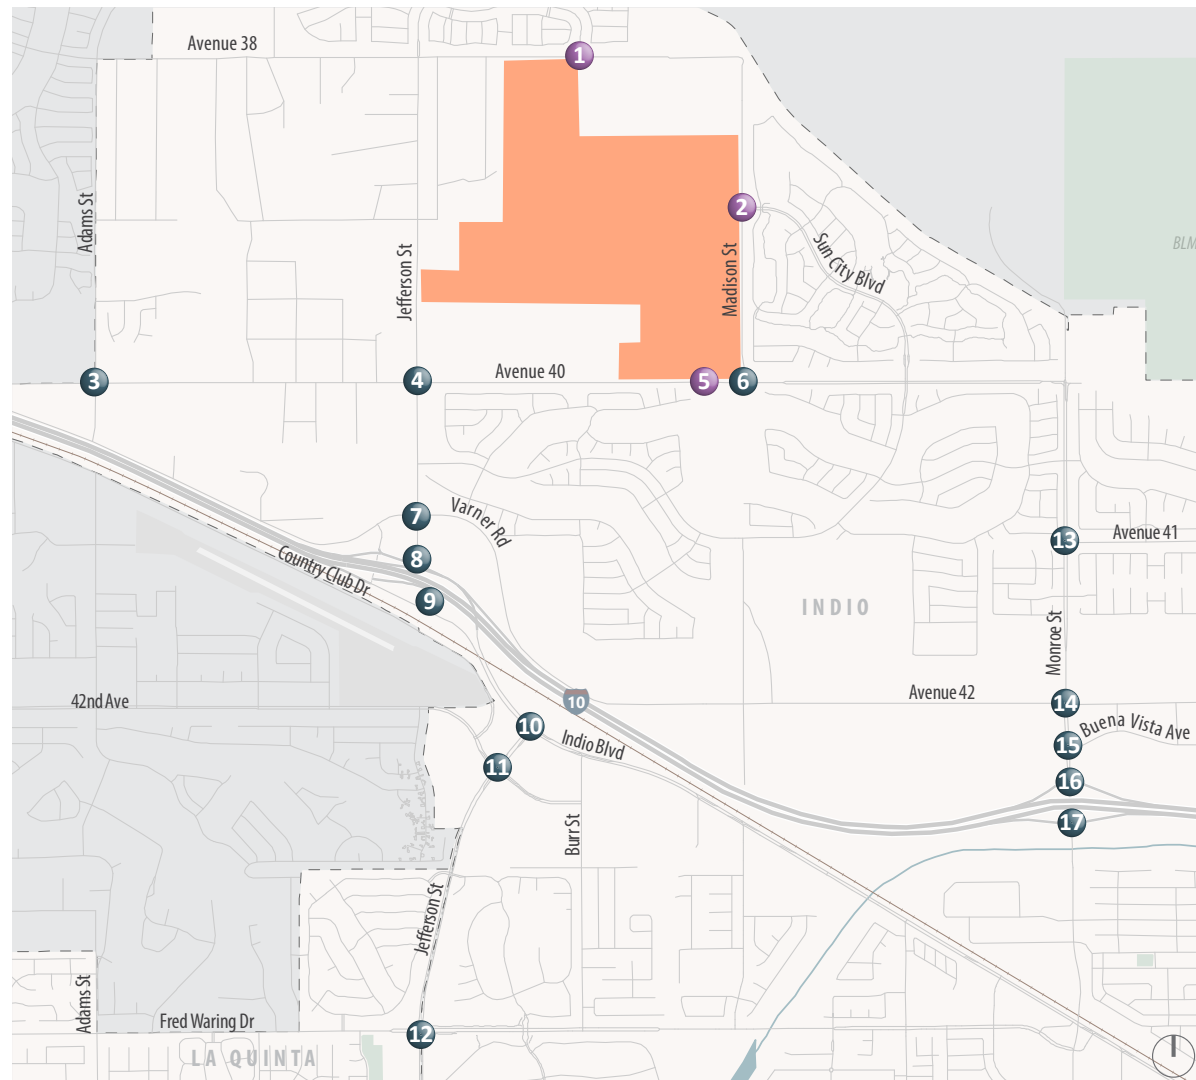 Avenue 38
1
Adams St
2
Sun City Blvd
Madison St
Jefferson St
BLM
3
4
Avenue 40
5
6
7
Varner Rd
8
Country Club Dr
9
13
Avenue 41
INDIO
Monroe St
42nd Ave
10
Avenue 42
14
10
Indio Blvd
15
Buena Vista Ave
11
16
17
Burr St
Jefferson St
Adams St
Fred Waring Dr
12
LA QUINTA